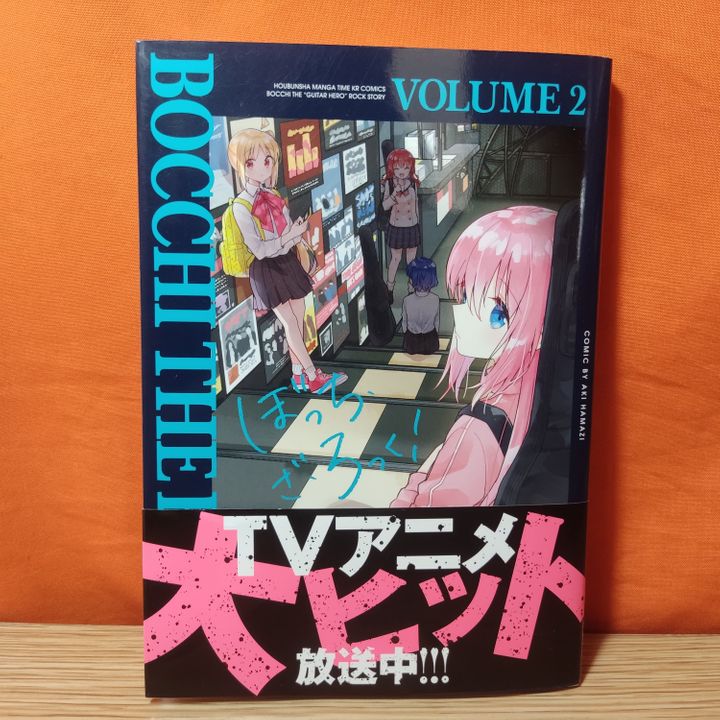 HOUBUNSHA MANGA TIME KR COMICS
BOCCHI THE "GUITAR HERO" ROCK STORY
VOLUME 2
BOCCHI THE
COMIC BY AKI HAMAZI
ぼっち
ざ ろっく!
TVアニメ
大ヒット
放送中!!!